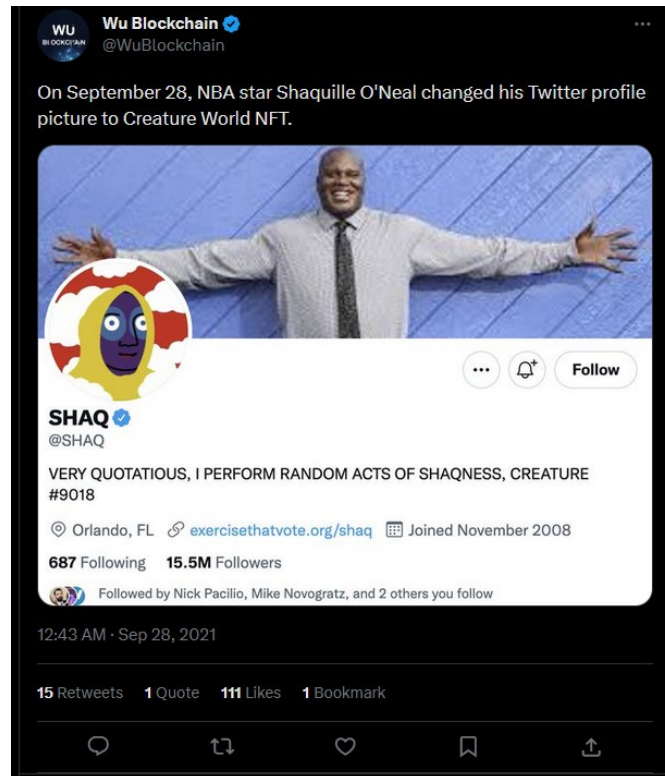 WU
BLOCKCHAIN
Wu Blockchain
@WuBlockchain
On September 28, NBA star Shaquille O'Neal changed his Twitter profile
picture to Creature World NFT.
Follow
SHAQ
@SHAQ
VERY QUOTATIOUS, I PERFORM RANDOM ACTS OF SHAQNESS, CREATURE
#9018
Orlando, FL exercisethatvote.org/shaq Joined November 2008
687 Following 15.5M Followers
Followed by Nick Pacilio, Mike Novogratz, and 2 others you follow
12:43 AM · Sep 28, 2021
15 Retweets 1 Quote 111 Likes 1 Bookmark